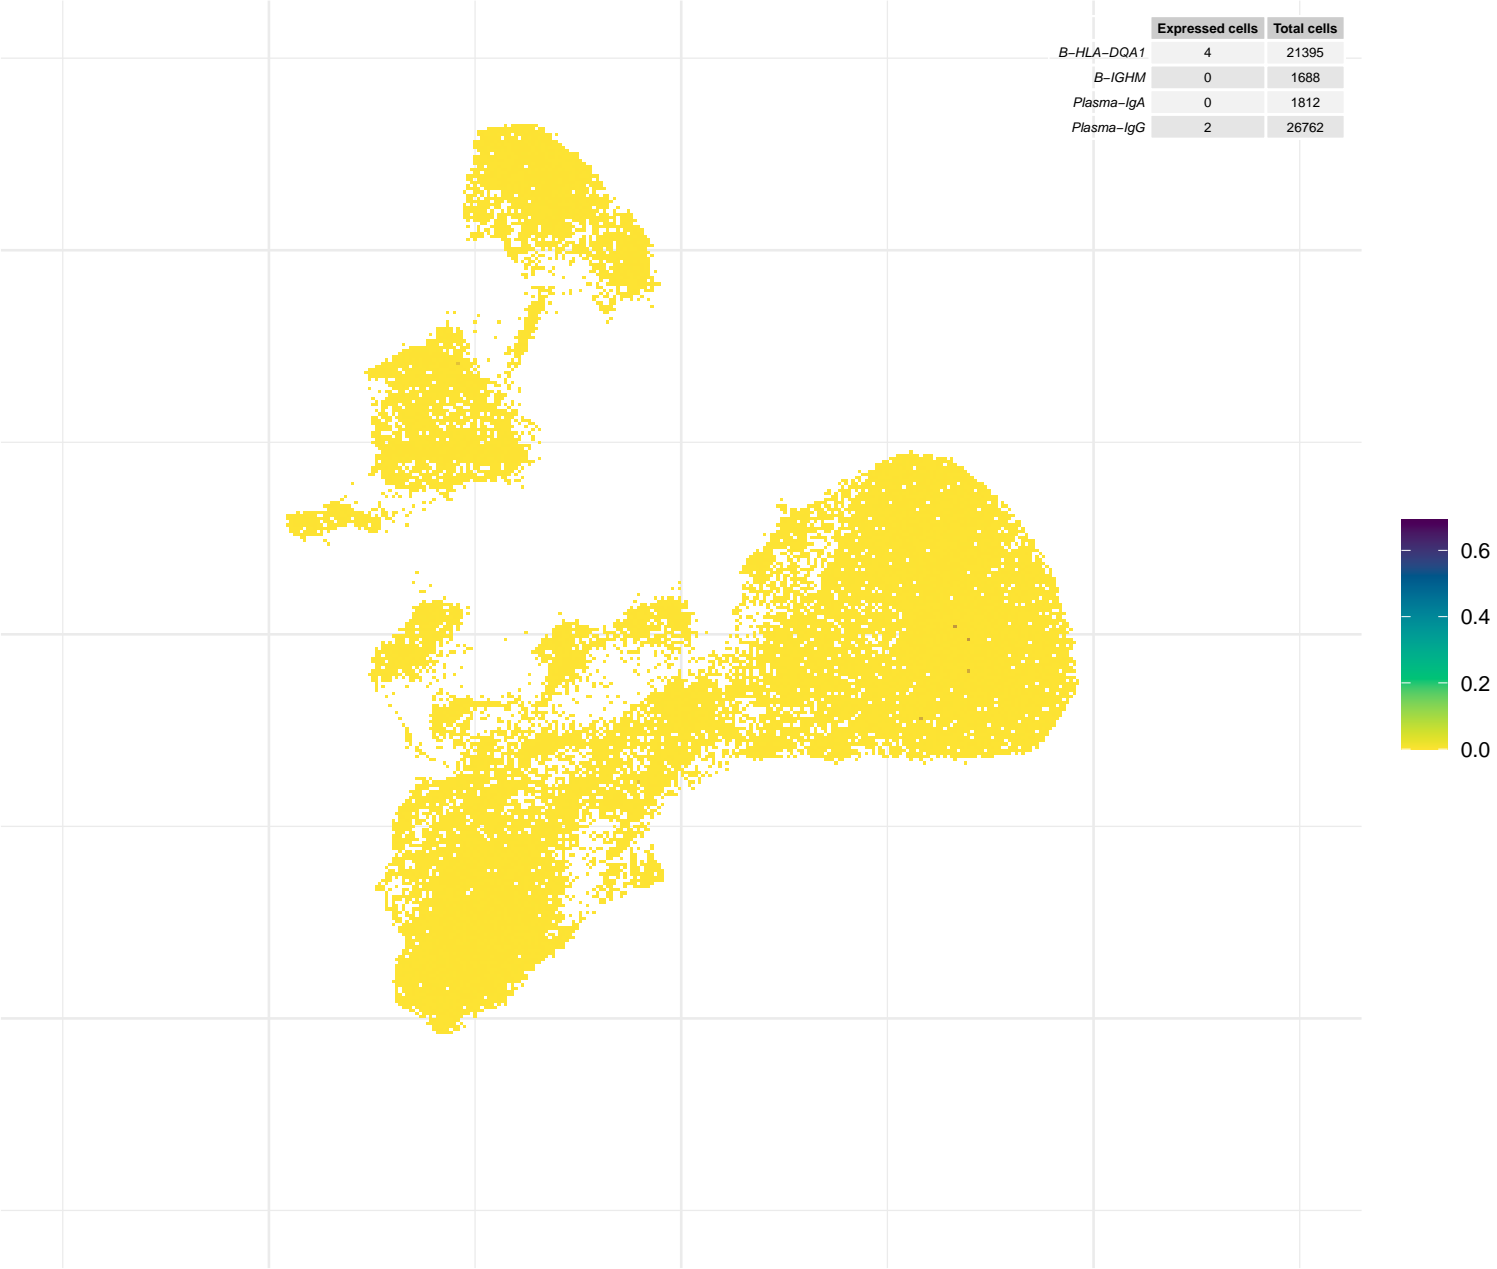 Expressed cells Total cells
B−HLA−DQA1 4 21395
B−IGHM 0 1688
Plasma−IgA 0 1812
Plasma−IgG 2 26762
0.6
0.4
0.2
0.0